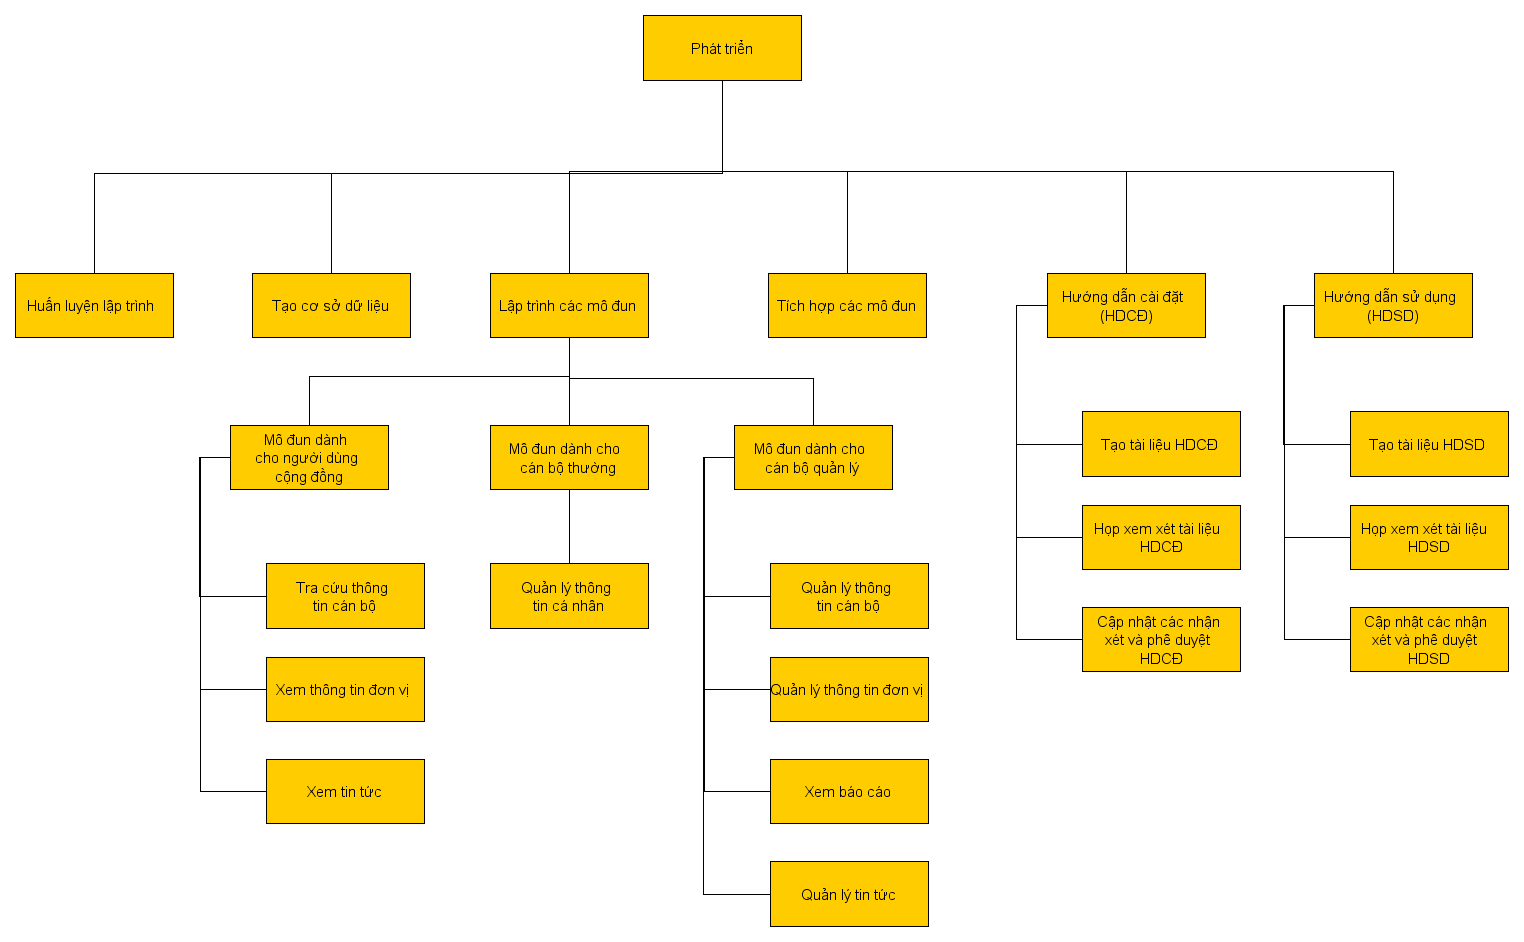 Phát triển
Huấn luyện lập trình
Tạo cơ sở dữ liệu
Lập trình các mô đun
Tích hợp các mô đun
Hướng dẫn cài đặt
(HDCĐ)
Hướng dẫn sử dụng
(HDSD)
Mô đun dành
cho người dùng
cộng đồng
Mô đun dành cho
cán bộ thường
Mô đun dành cho
cán bộ quản lý
Tạo tài liệu HDCĐ
Tạo tài liệu HDSD
Họp xem xét tài liệu
HDCĐ
Họp xem xét tài liệu
HDSD
Tra cứu thông
tin cán bộ
Quản lý thông
tin cá nhân
Quản lý thông
tin cán bộ
Cập nhật các nhận
xét và phê duyệt
HDCĐ
Cập nhật các nhận
xét và phê duyệt
HDSD
Xem thông tin đơn vị
Quản lý thông tin đơn vị
Xem tin tức
Xem báo cáo
Quản lý tin tức